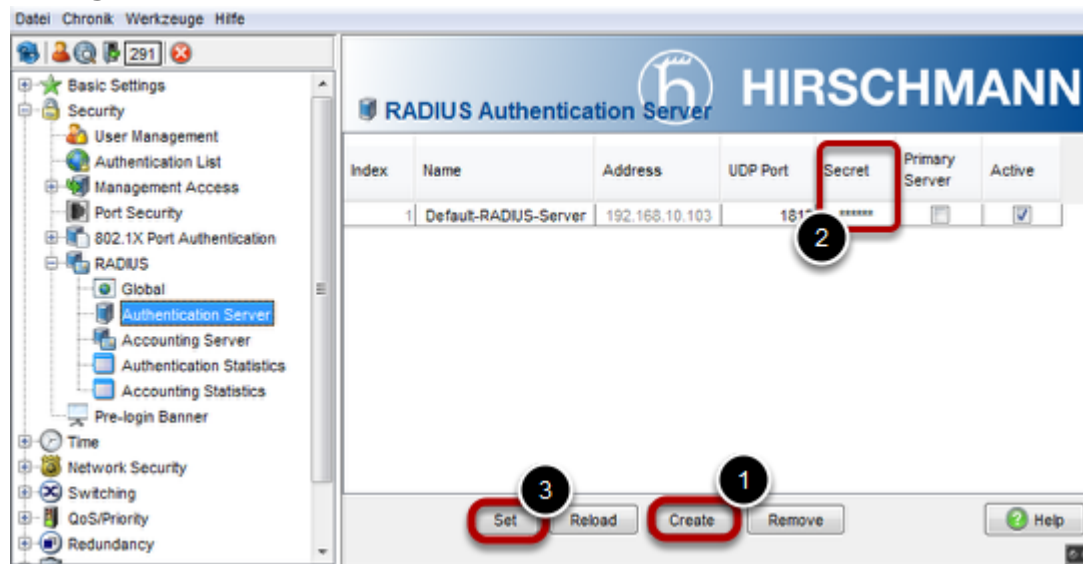 Datei Chronik Werkzeuge Hilfe
291
Basic Settings
Security
User Management
Authentication List
Management Access
Port Security
802.1X Port Authentication
RADIUS
Global
Authentication Server
Accounting Server
Authentication Statistics
Accounting Statistics
Pre-login Banner
Time
Network Security
Switching
QoS/Priority
Redundancy
HIRSCHMANN
RADIUS Authentication Server
Index Name Address UDP Port Secret Primary Server Active
1 Default-RADIUS-Server 192.168.10.103 ******
2
3
1
Set Reload Create Remove Help